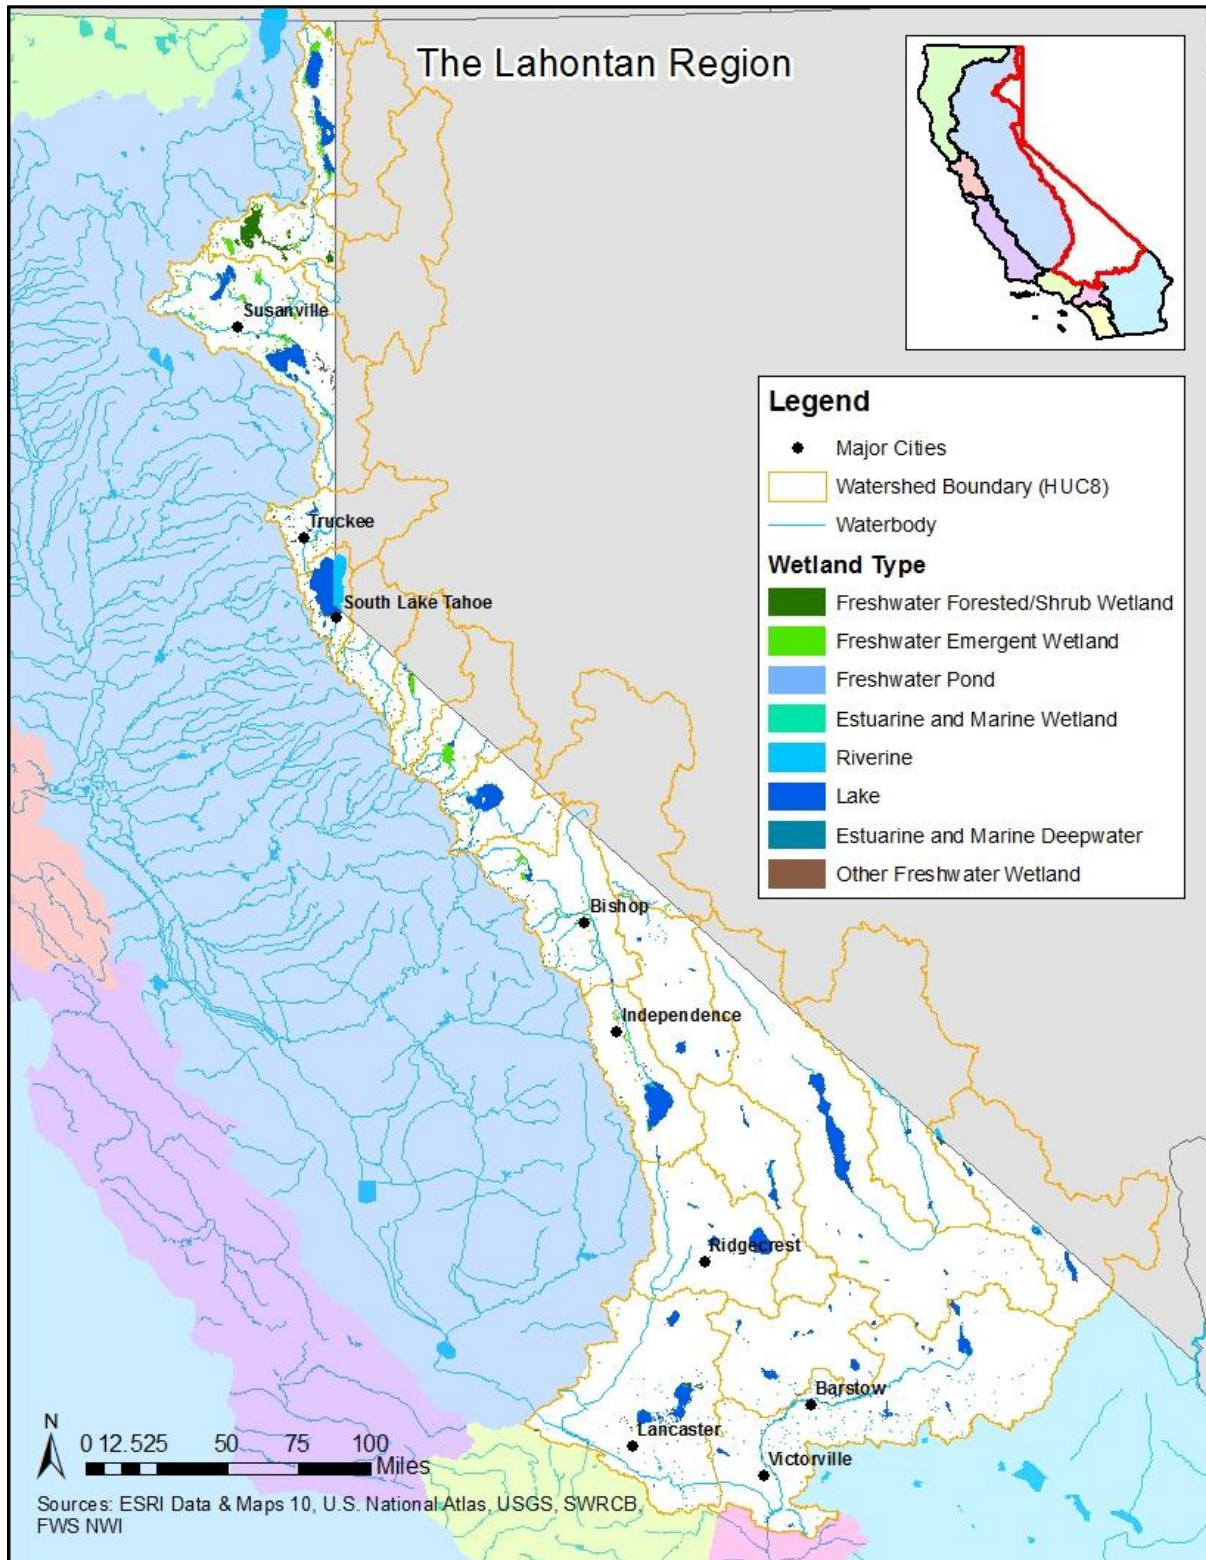 The Lahontan Region
Susanville
Truckee
South Lake Tahoe
Bishop
Independence
Ridgecrest
Barstow
Lancaster
Victorville
Legend
Major Cities
Watershed Boundary (HUC8)
Waterbody
Wetland Type
Freshwater Forested/Shrub Wetland
Freshwater Emergent Wetland
Freshwater Pond
Estuarine and Marine Wetland
Riverine
Lake
Estuarine and Marine Deepwater
Other Freshwater Wetland
N
0 12.525 50 75 100
Miles
Sources: ESRI Data & Maps 10, U.S. National Atlas, USGS, SWRCB,
FWS NWI